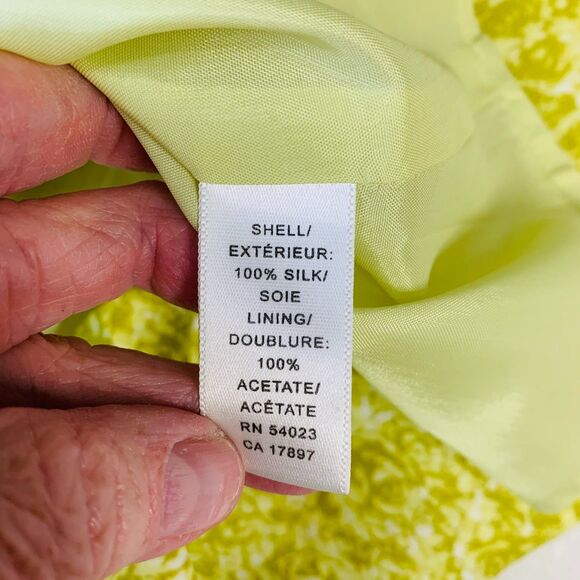 SHELL/
EXTÉRIEUR:
100% SILK/
SOIE
LINING/
DOUBLURE:
100%
ACETATE/
ACÉTATE
RN 54023
CA 17897